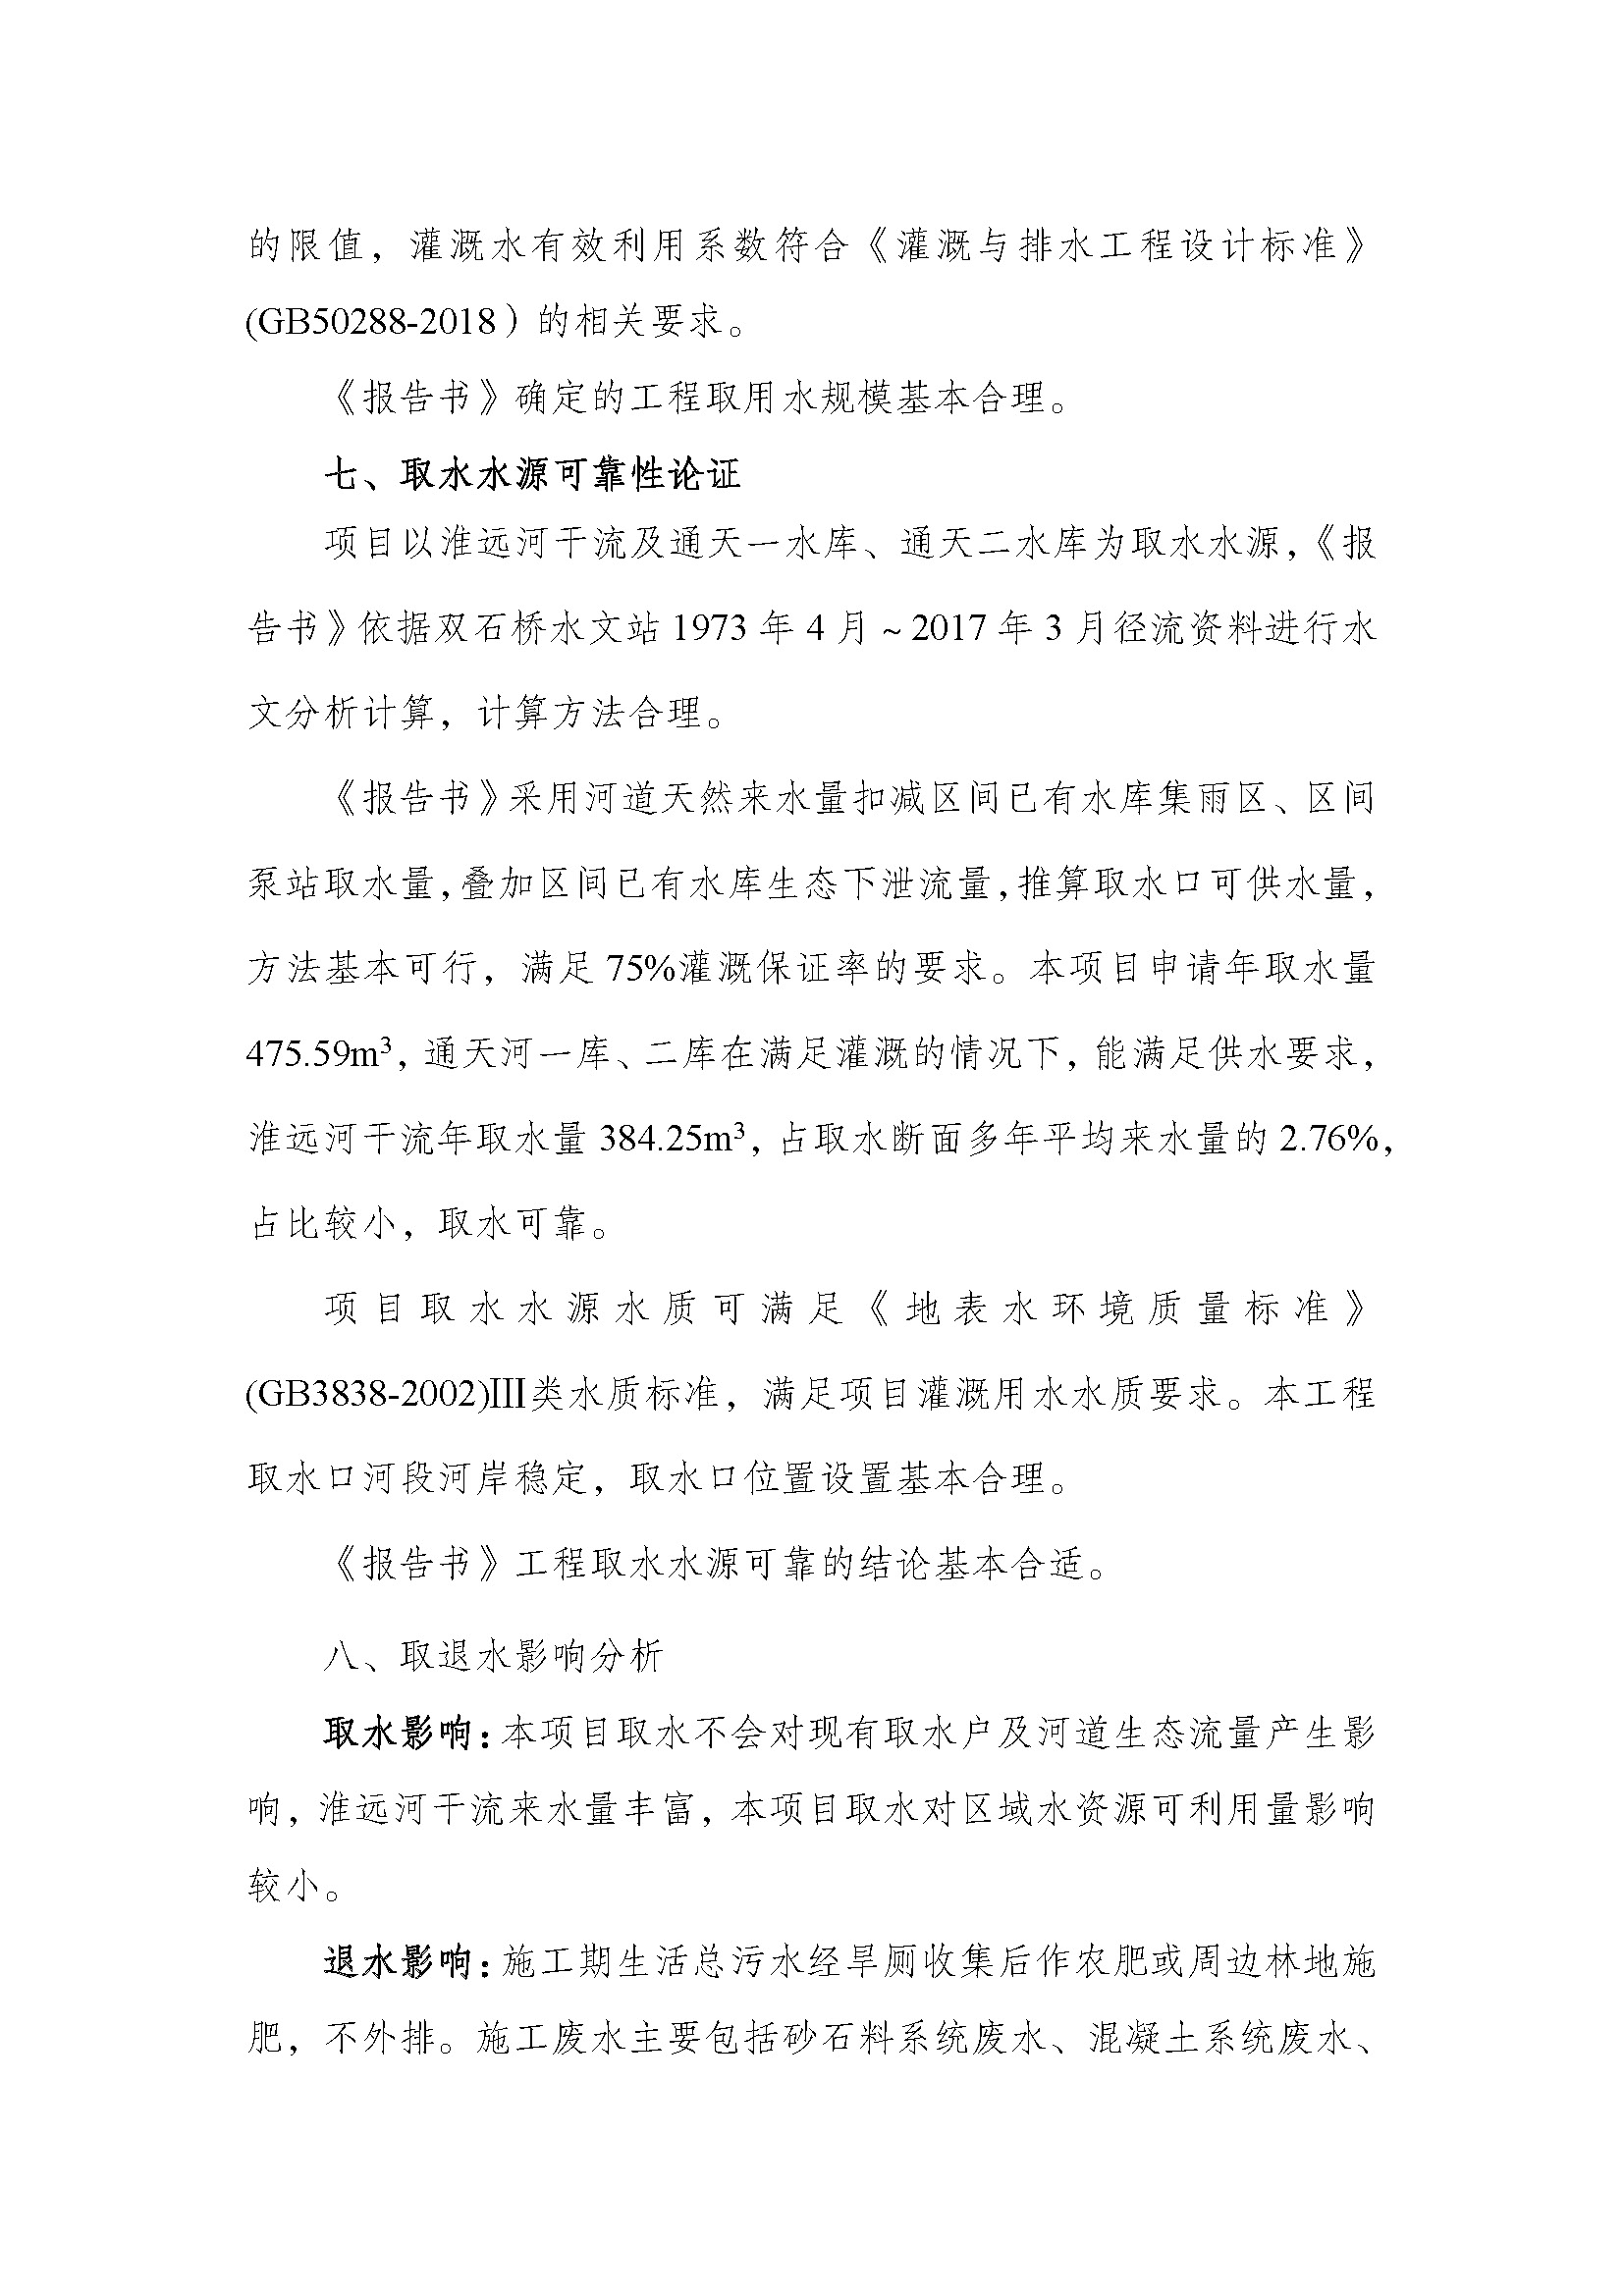 的限值，灌溉水有效利用系数符合《灌溉与排水工程设计标准》
(GB50288-2018）的相关要求。
《报告书》确定的工程取用水规模基本合理。
七、取水水源可靠性论证
项目以淮远河干流及通天一水库、通天二水库为取水水源，《报
告书》依据双石桥水文站 1973 年 4 月～2017 年 3 月径流资料进行水
文分析计算，计算方法合理。
《报告书》采用河道天然来水量扣减区间已有水库集雨区、区间
泵站取水量，叠加区间已有水库生态下泄流量，推算取水口可供水量，
方法基本可行，满足 75%灌溉保证率的要求。本项目申请年取水量
475.59m³，通天河一库、二库在满足灌溉的情况下，能满足供水要求，
淮远河干流年取水量 384.25m³，占取水断面多年平均来水量的 2.76%，
占比较小，取水可靠。
项目取水水源水质可满足《地表水环境质量标准》
(GB3838-2002)Ⅲ类水质标准，满足项目灌溉用水水质要求。本工程
取水口河段河岸稳定，取水口位置设置基本合理。
《报告书》工程取水水源可靠的结论基本合适。
八、取退水影响分析
取水影响：本项目取水不会对现有取水户及河道生态流量产生影
响，淮远河干流来水量丰富，本项目取水对区域水资源可利用量影响
较小。
退水影响：施工期生活总污水经旱厕收集后作农肥或周边林地施
肥，不外排。施工废水主要包括砂石料系统废水、混凝土系统废水、